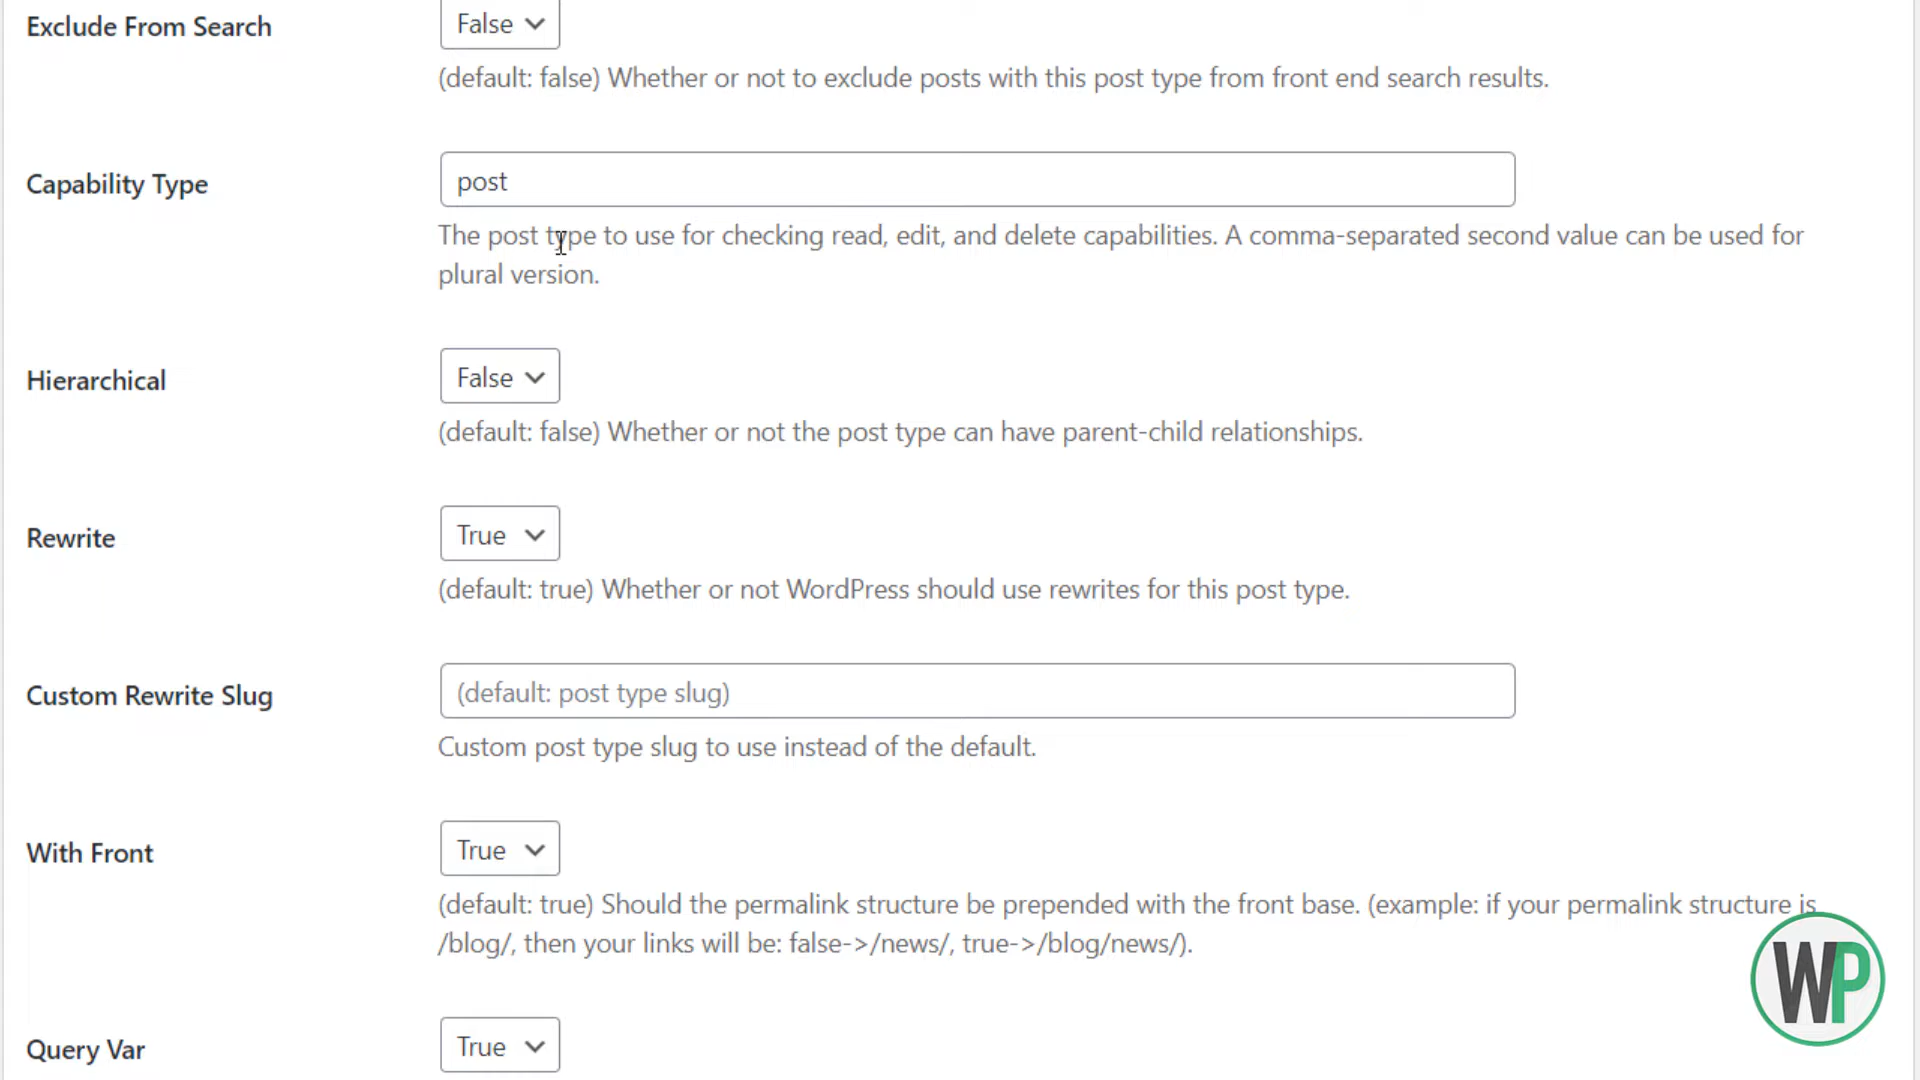 Exclude From Search
False
(default: false) Whether or not to exclude posts with this post type from front end search results.
Capability Type
post
The post type to use for checking read, edit, and delete capabilities. A comma-separated second value can be used for
plural version.
Hierarchical
False
(default: false) Whether or not the post type can have parent-child relationships.
Rewrite
True
(default: true) Whether or not WordPress should use rewrites for this post type.
Custom Rewrite Slug
(default: post type slug)
Custom post type slug to use instead of the default.
With Front
True
(default: true) Should the permalink structure be prepended with the front base. (example: if your permalink structure is
/blog/, then your links will be: false->/news/, true->/blog/news/).
WP
Query Var
True